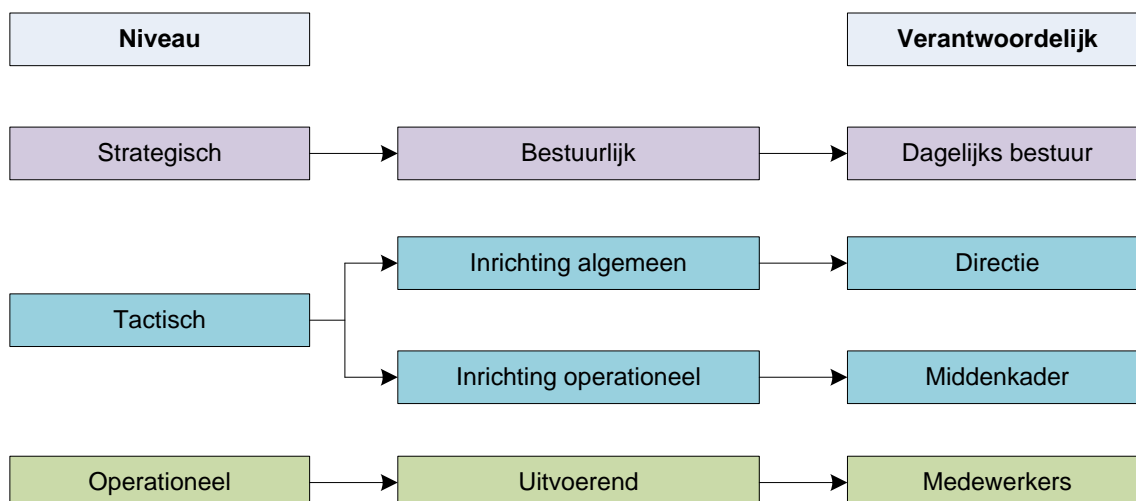 Niveau
Verantwoordelijk
Strategisch
Bestuurlijk
Dagelijks bestuur
Inrichting algemeen
Directie
Tactisch
Inrichting operationeel
Middenkader
Operationeel
Uitvoerend
Medewerkers